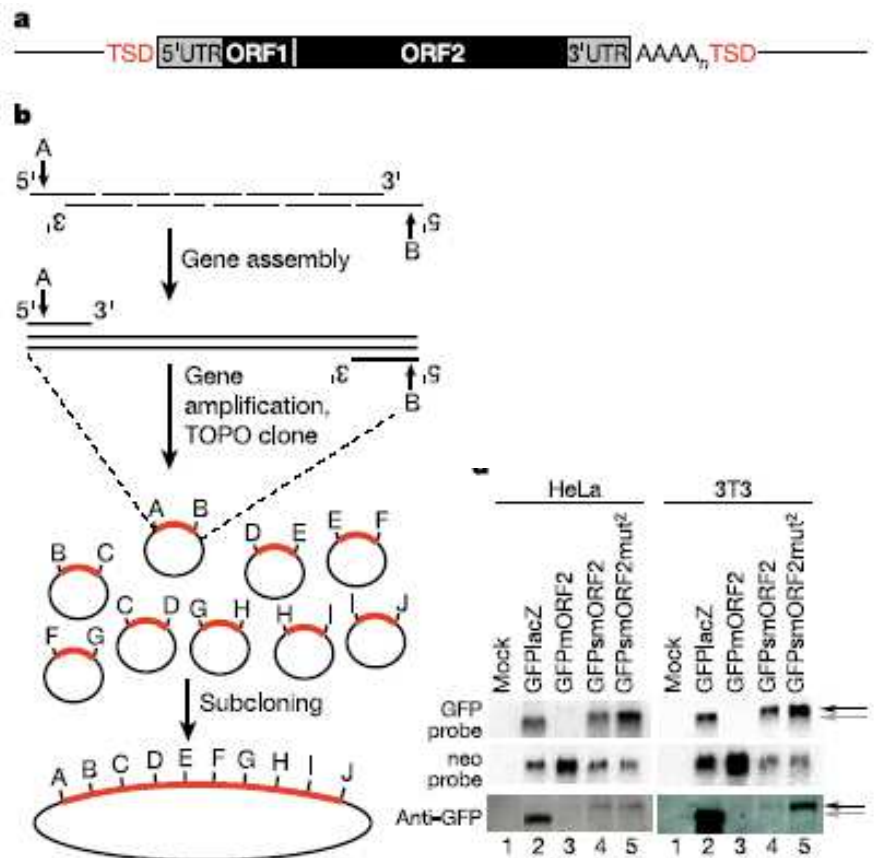 a
TSD 5'UTR ORF1 ORF2 3'UTR AAAAn TSD
b
A
5' 3'
3' 5'
B
Gene assembly
A
5' 3'
3' 5'
B
Gene
amplification,
TOPO clone
A B
B C
D E
E F
C D
G H
H I
I J
F G
Subcloning
A B C D E F G H I J
HeLa 3T3
Mock GFPlacZ GFPmORF2 GFPsmORF2 GFPsmORF2mut2 Mock GFPlacZ GFPmORF2 GFPsmORF2 GFPsmORF2mut2
GFP
probe
neo
probe
Anti-GFP
1 2 3 4 5 1 2 3 4 5